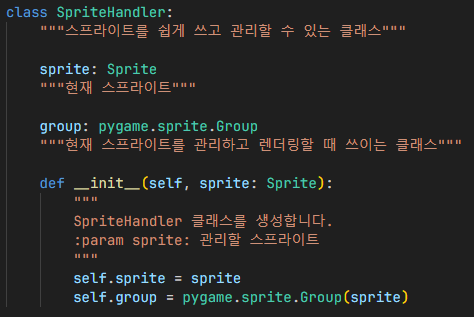 class SpriteHandler:
    """스프라이트를 쉽게 쓰고 관리할 수 있는 클래스"""
    sprite: Sprite
    """현재 스프라이트"""
    group: pygame.sprite.Group
    """현재 스프라이트를 관리하고 렌더링할 때 쓰이는 클래스"""
    def __init__(self, sprite: Sprite):
        """
        SpriteHandler 클래스를 생성합니다.
        :param sprite: 관리할 스프라이트
        """
        self.sprite = sprite
        self.group = pygame.sprite.Group(sprite)